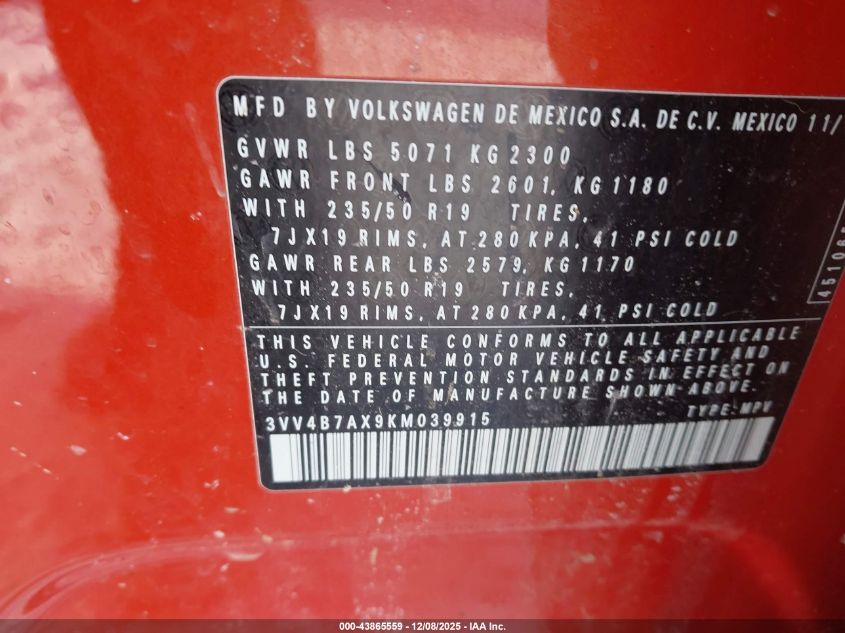 MFD BY VOLKSWAGEN DE MEXICO S.A. DE C.V. MEXICO 11/
GVWR LBS 5071 KG 2300
GAWR FRONT LBS 2601, KG 1180
WITH 235/50 R19 TIRES,
7JX19 RIMS, AT 280 KPA, 41 PSI COLD
GAWR REAR LBS 2579, KG 1170
WITH 235/50 R19 TIRES,
7JX19 RIMS, AT 280 KPA, 41 PSI COLD
THIS VEHICLE CONFORMS TO ALL APPLICABLE
U.S. FEDERAL MOTOR VEHICLE SAFETY AND
THEFT PREVENTION STANDARDS IN EFFECT ON
THE DATE OF MANUFACTURE SHOWN ABOVE.
3VV4B7AX9KM039915 TYPE: MPV
000-43865559 - 12/08/2025 - IAA Inc.